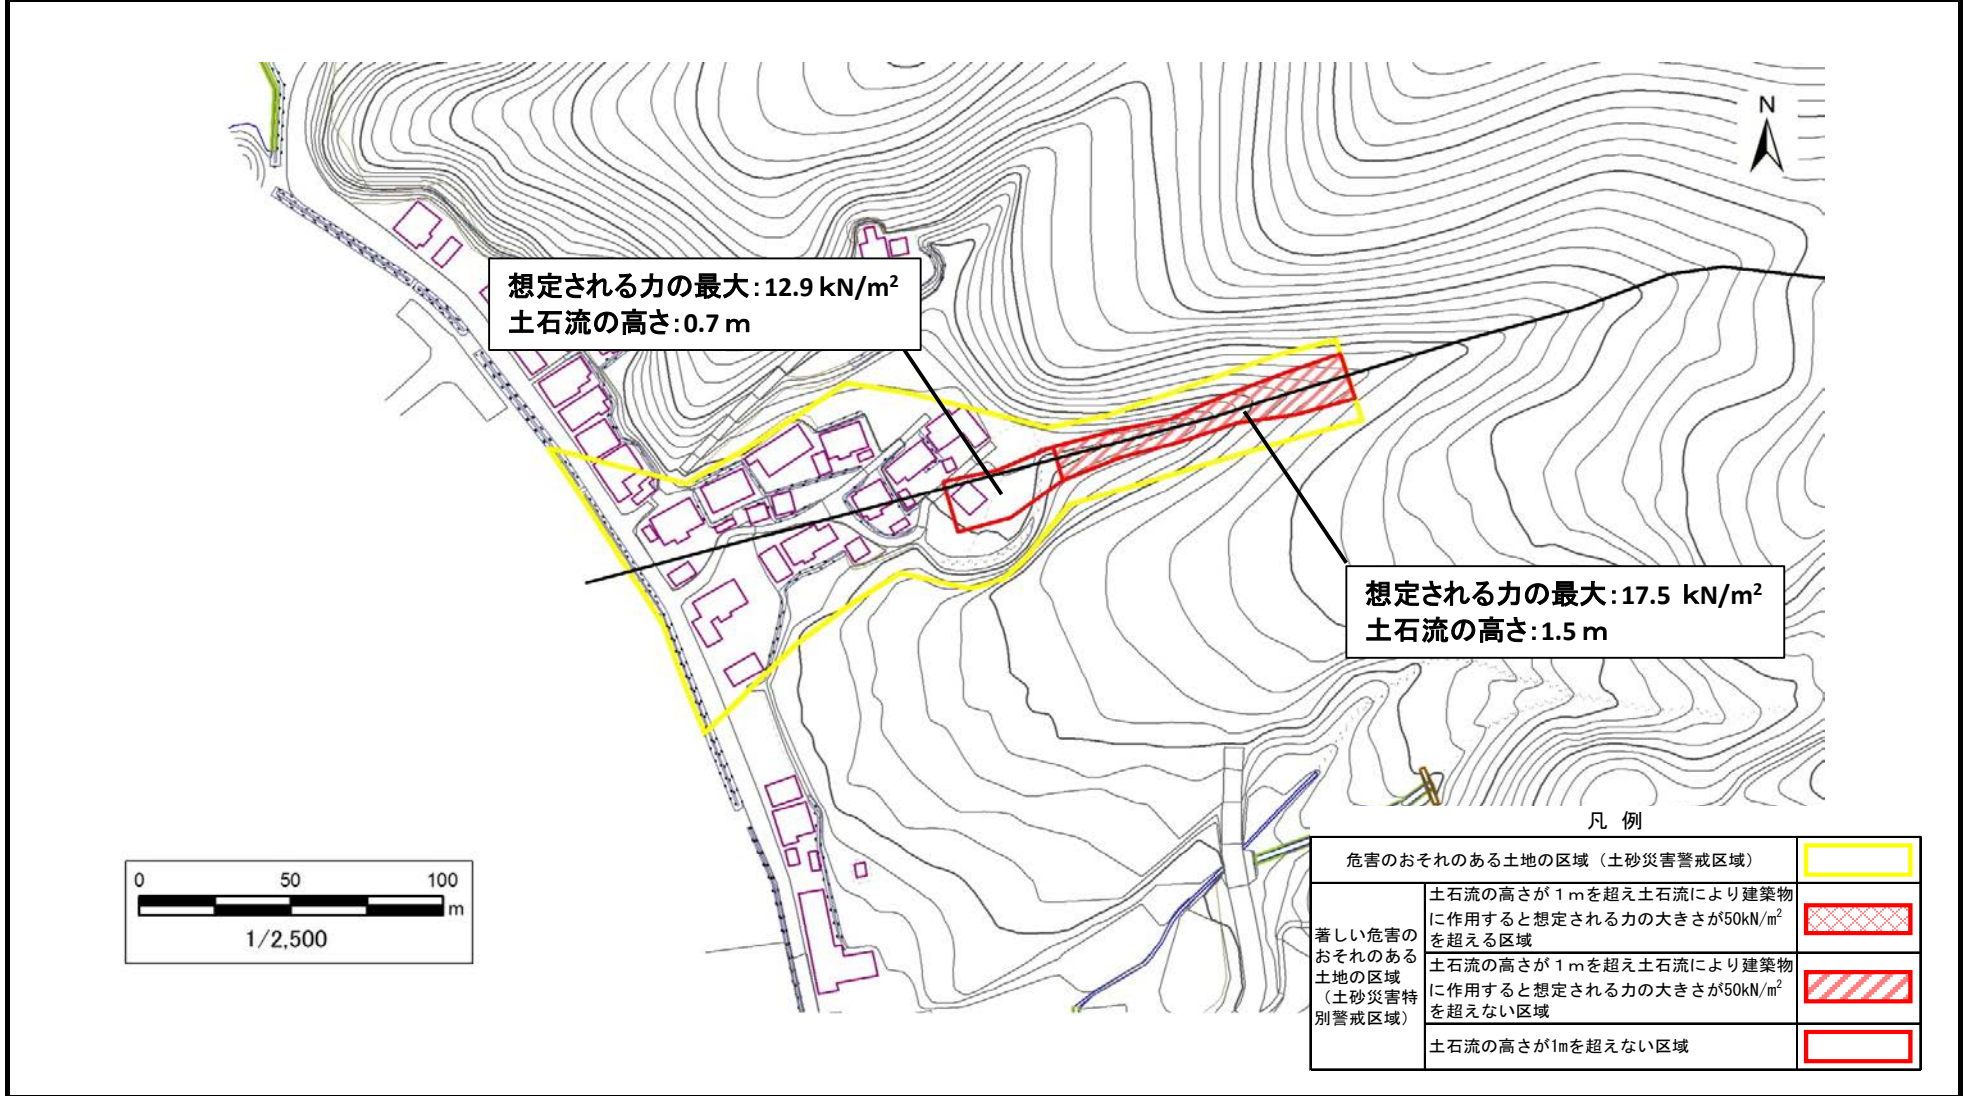 N
想定される力の最大:12.9 kN/m²
土石流の高さ:0.7 m
想定される力の最大:17.5 kN/m²
土石流の高さ:1.5 m
0 50 100
m
1/2,500
凡 例
危害のおそれのある土地の区域（土砂災害警戒区域）
著しい危害の
おそれのある
土地の区域
（土砂災害特
別警戒区域）
土石流の高さが１ｍを超え土石流により建築物
に作用すると想定される力の大きさが50kN/㎡
を超える区域
土石流の高さが１ｍを超え土石流により建築物
に作用すると想定される力の大きさが50kN/㎡
を超えない区域
土石流の高さが1mを超えない区域